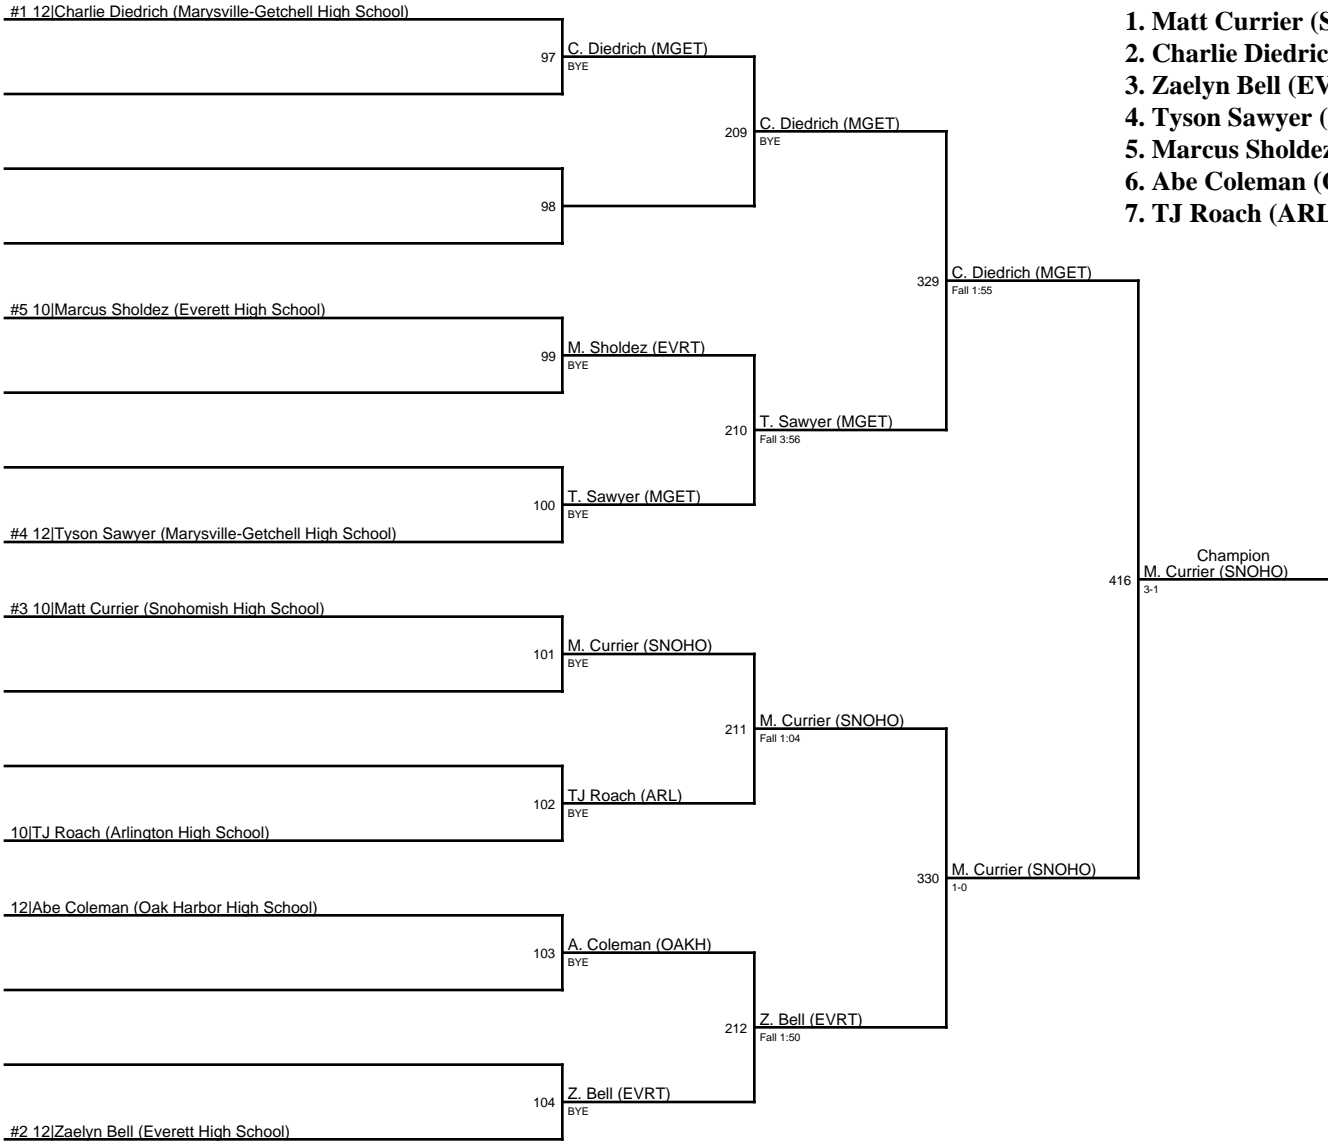 #1 12|Charlie Diedrich (Marysville-Getchell High School)
97
C. Diedrich (MGET)
BYE
209
C. Diedrich (MGET)
BYE
98
#5 10|Marcus Sholdez (Everett High School)
99
M. Sholdez (EVRT)
BYE
329
C. Diedrich (MGET)
Fall 1:55
210
T. Sawyer (MGET)
Fall 3:56
100
T. Sawyer (MGET)
BYE
#4 12|Tyson Sawyer (Marysville-Getchell High School)
416
Champion
M. Currier (SNOHO)
3-1
#3 10|Matt Currier (Snohomish High School)
101
M. Currier (SNOHO)
BYE
211
M. Currier (SNOHO)
Fall 1:04
102
TJ Roach (ARL)
BYE
10|TJ Roach (Arlington High School)
330
M. Currier (SNOHO)
1-0
12|Abe Coleman (Oak Harbor High School)
103
A. Coleman (OAKH)
BYE
212
Z. Bell (EVRT)
Fall 1:50
104
Z. Bell (EVRT)
BYE
#2 12|Zaelyn Bell (Everett High School)
1. Matt Currier (S
2. Charlie Diedric
3. Zaelyn Bell (EV
4. Tyson Sawyer (
5. Marcus Sholdez
6. Abe Coleman (
7. TJ Roach (ARL